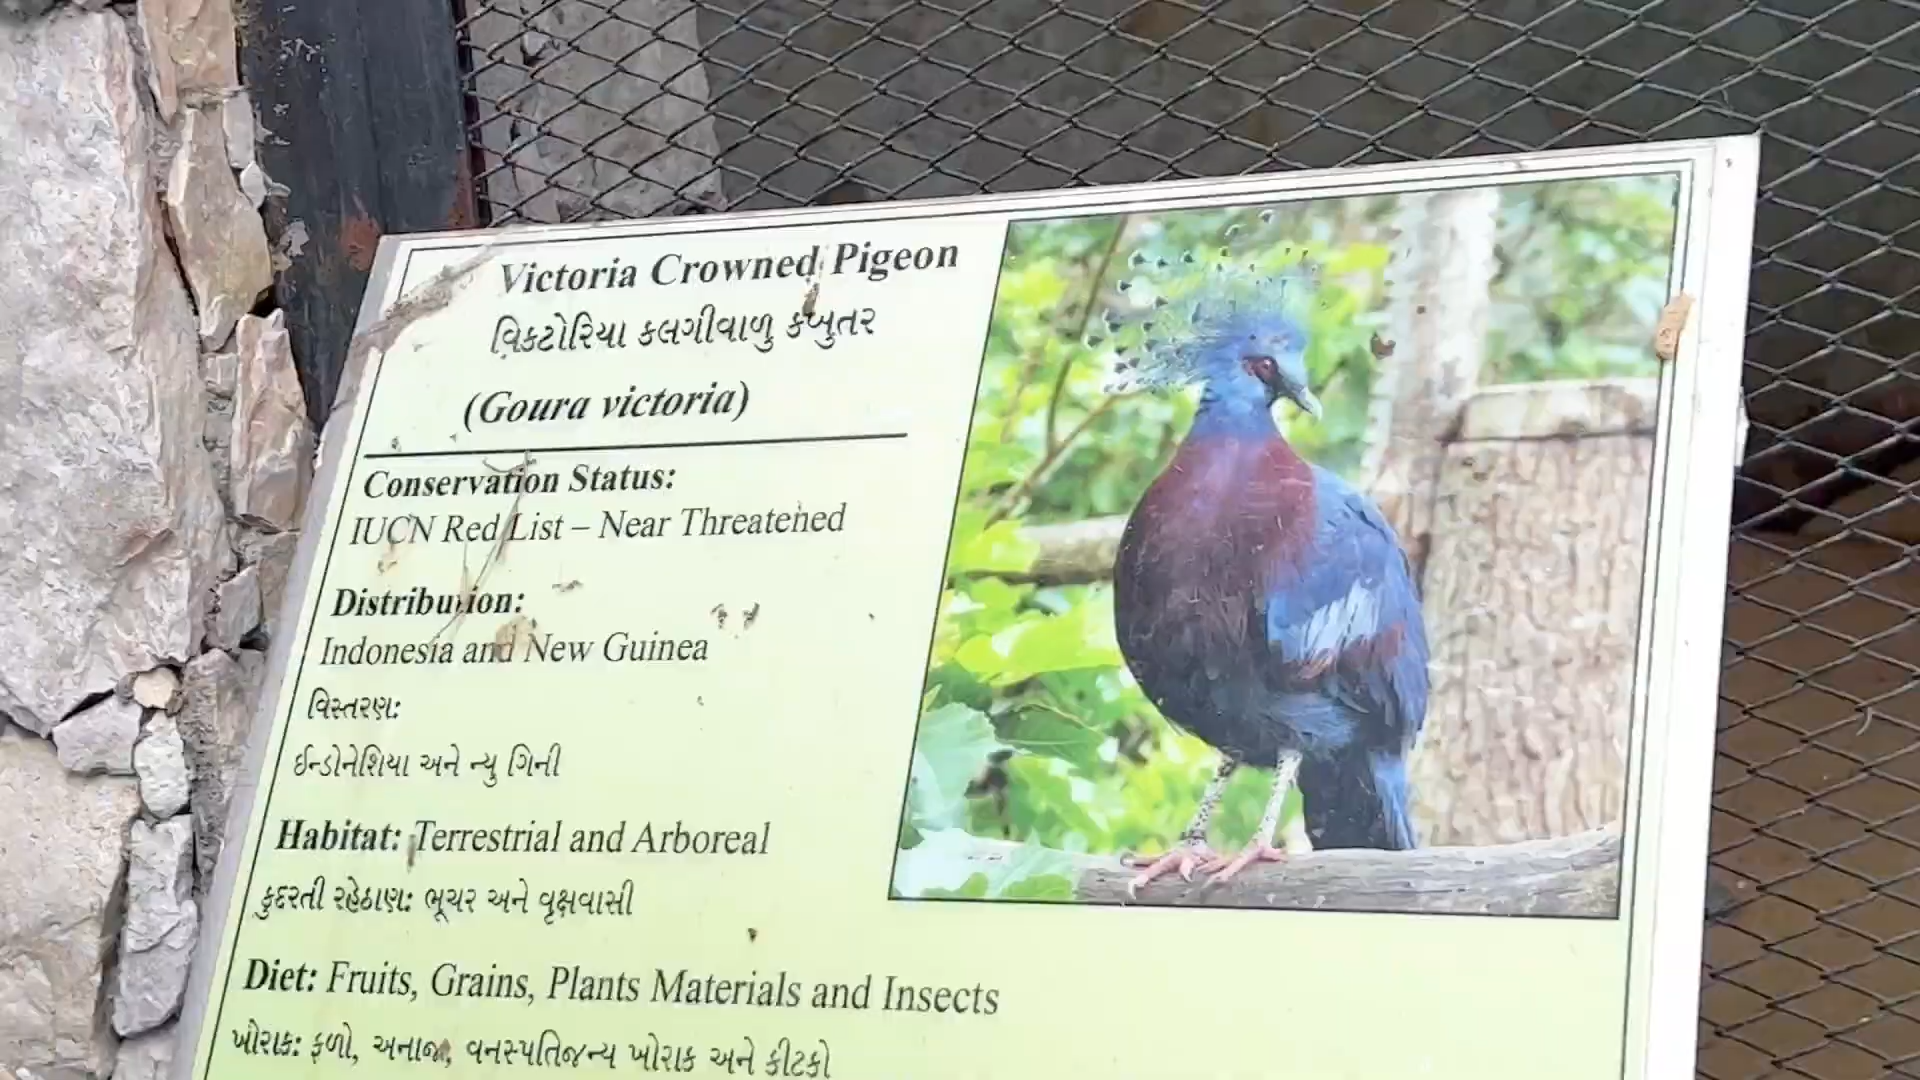 Victoria Crowned Pigeon
વિક્ટોરિયા કલગીવાળુ કબુતર
(Goura victoria)
Conservation Status:
IUCN Red List – Near Threatened
Distribution:
Indonesia and New Guinea
વિસ્તરણ:
ઈન્ડોનેશિયા અને ન્યુ ગિની
Habitat: Terrestrial and Arboreal
કુદરતી રહેઠાણ: ભૂચર અને વૃક્ષવાસી
Diet: Fruits, Grains, Plants Materials and Insects
ખોરાક: ફળો, અનાજ, વનસ્પતિજન્ય ખોરાક અને કીટકો